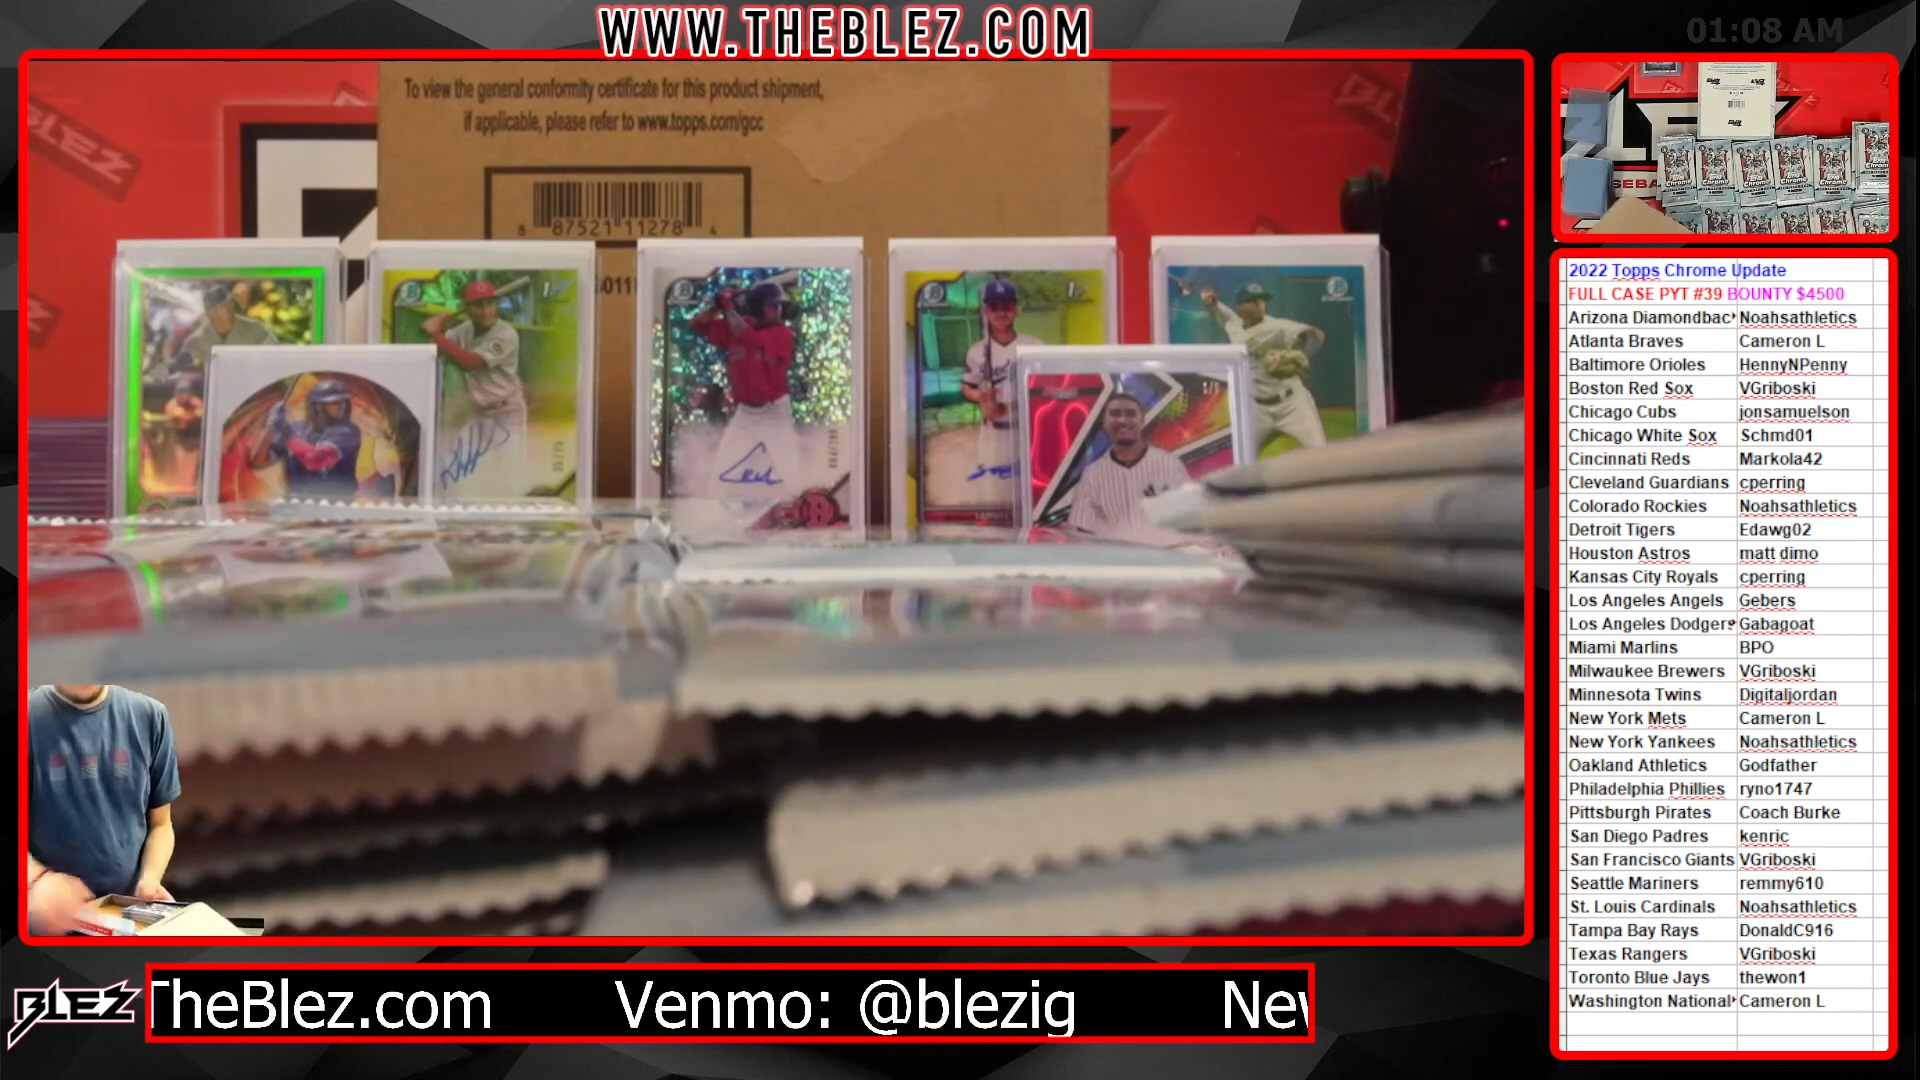 WWW.THEBLEZ.COM
01:08 AM
To view the general conformity certificate for this product shipment,
if applicable, please refer to www.topps.com/gcc
8 87521 11278 4
BLEZ
2022 Topps Chrome Update
FULL CASE PYT #39 BOUNTY $4500
Arizona Diamondbac Noahsathletics
Atlanta Braves Cameron L
Baltimore Orioles HennyNPenny
Boston Red Sox VGriboski
Chicago Cubs jonsamuelson
Chicago White Sox Schmd01
Cincinnati Reds Markola42
Cleveland Guardians cperring
Colorado Rockies Noahsathletics
Detroit Tigers Edawg02
Houston Astros matt dimo
Kansas City Royals cperring
Los Angeles Angels Gebers
Los Angeles Dodgers Gabagoat
Miami Marlins BPO
Milwaukee Brewers VGriboski
Minnesota Twins Digitaljordan
New York Mets Cameron L
New York Yankees Noahsathletics
Oakland Athletics Godfather
Philadelphia Phillies ryno1747
Pittsburgh Pirates Coach Burke
San Diego Padres kenric
San Francisco Giants VGriboski
Seattle Mariners remmy610
St. Louis Cardinals Noahsathletics
Tampa Bay Rays DonaldC916
Texas Rangers VGriboski
Toronto Blue Jays thewon1
Washington National Cameron L
BLEZ
TheBlez.com Venmo: @blezig Nev